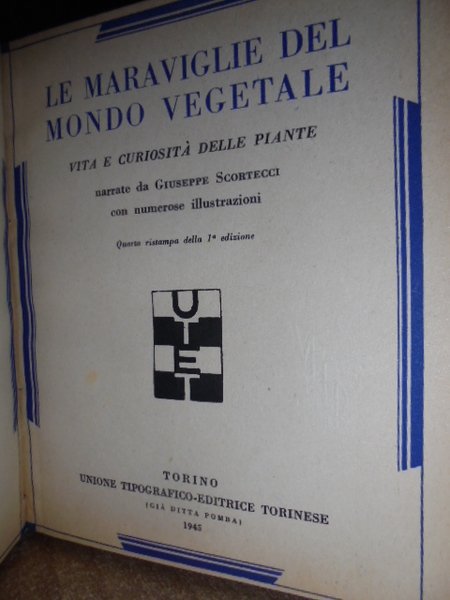 LE MARAVIGLIE DEL
MONDO VEGETALE
VITA E CURIOSITÀ DELLE PIANTE
narrate da GIUSEPPE SCORTECCI
con numerose illustrazioni
Quarta ristampa della 1ª edizione
UTET
TORINO
UNIONE TIPOGRAFICO-EDITRICE TORINESE
(GIÀ DITTA POMBA)
1945